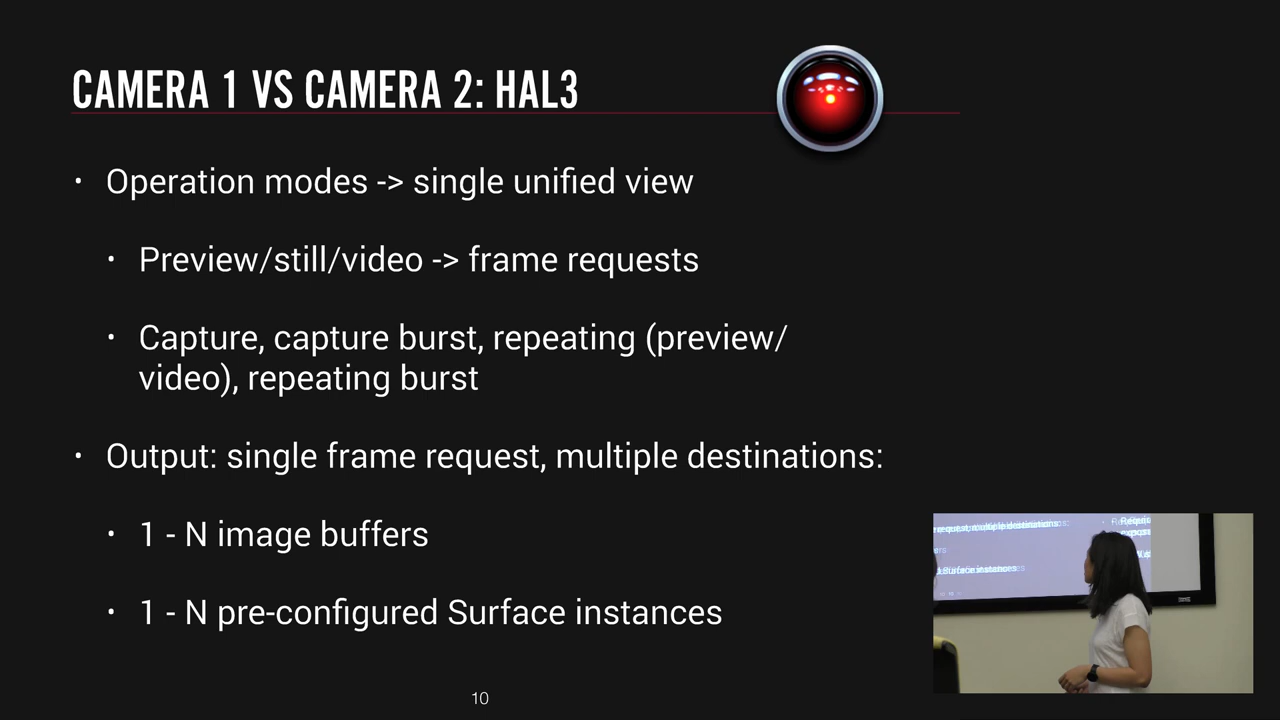 CAMERA 1 VS CAMERA 2: HAL3
• Operation modes -> single unified view
• Preview/still/video -> frame requests
• Capture, capture burst, repeating (preview/
video), repeating burst
• Output: single frame request, multiple destinations:
• 1 - N image buffers
• 1 - N pre-configured Surface instances
10